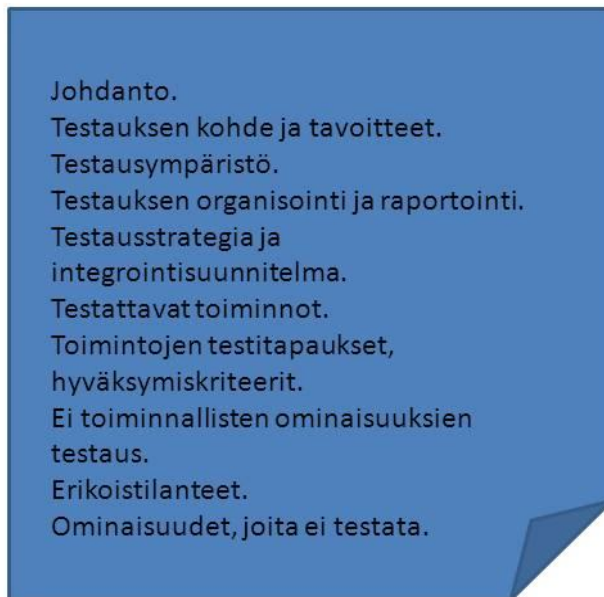 Johdanto.
Testauksen kohde ja tavoitteet.
Testausympäristö.
Testauksen organisointi ja raportointi.
Testausstrategia ja
integrointisuunnitelma.
Testattavat toiminnot.
Toimintojen testitapaukset,
hyväksymiskriteerit.
Ei toiminnallisten ominaisuuksien
testaus.
Erikoistilanteet.
Ominaisuudet, joita ei testata.